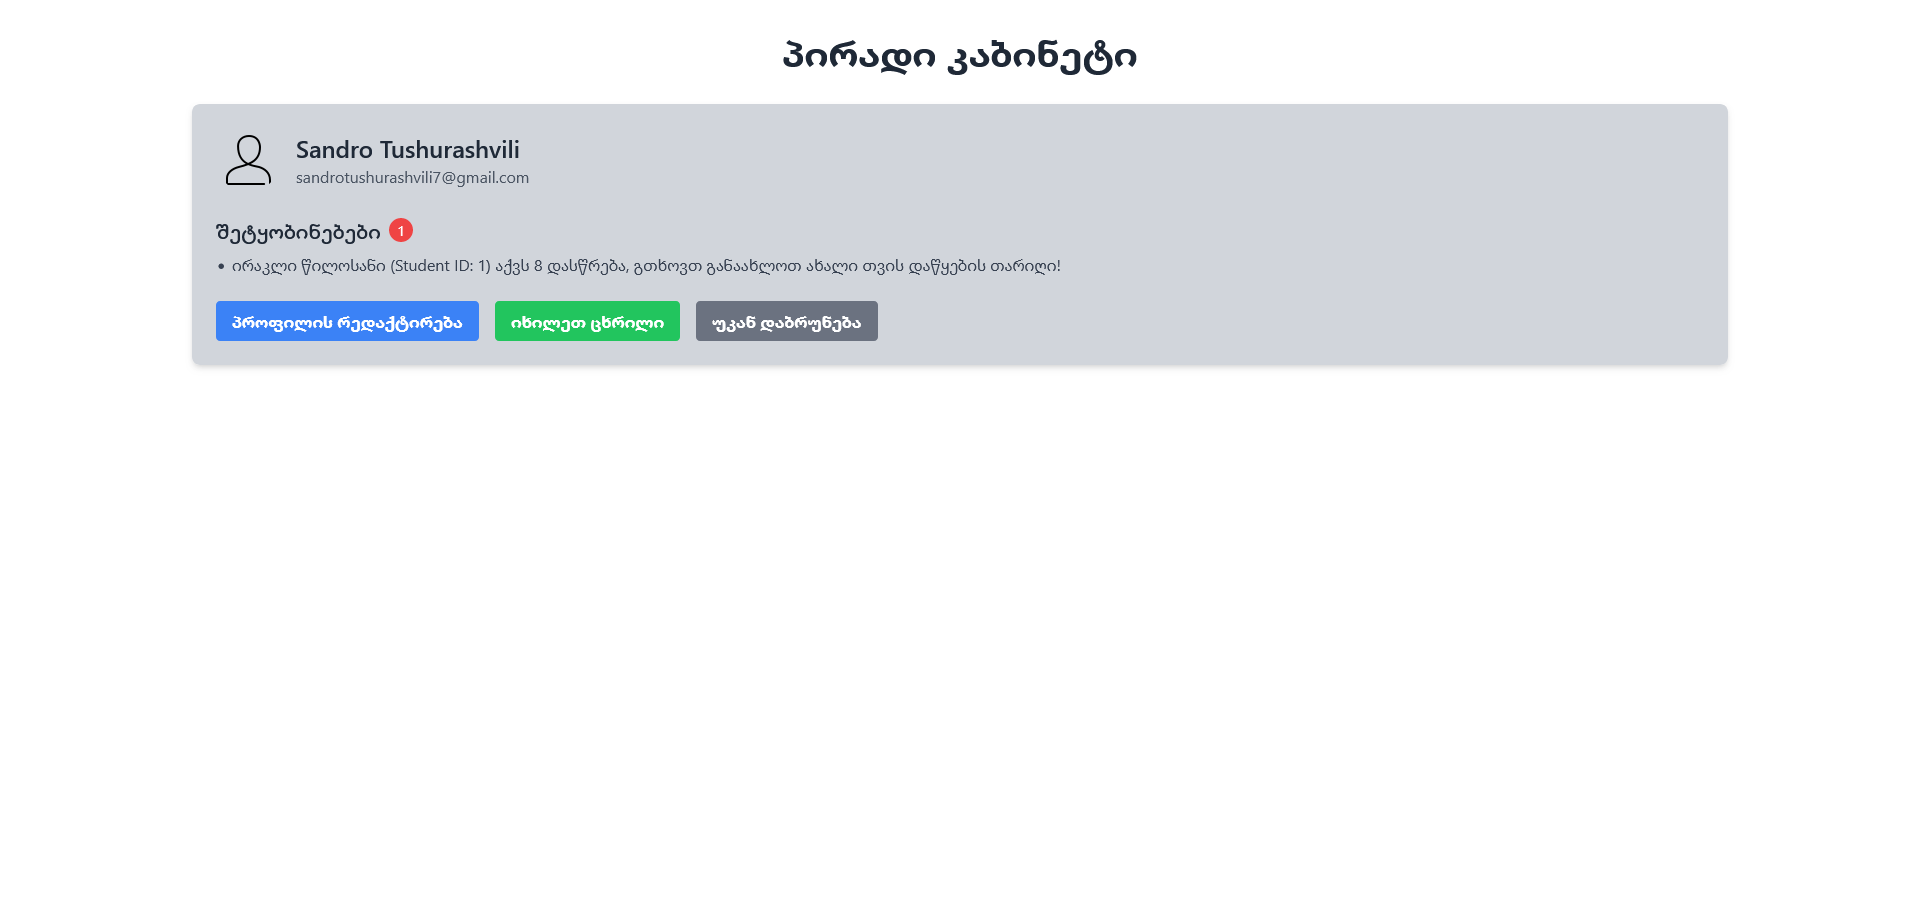 პირადი კაბინეტი
Sandro Tushurashvili
sandrotushurashvili7@gmail.com
შეტყობინებები 1
• ირაკლი წილოსანი (Student ID: 1) აქვს 8 დასწრება, გთხოვთ განაახლოთ ახალი თვის დაწყების თარიღი!
პროფილის რედაქტირება იხილეთ ცხრილი უკან დაბრუნება